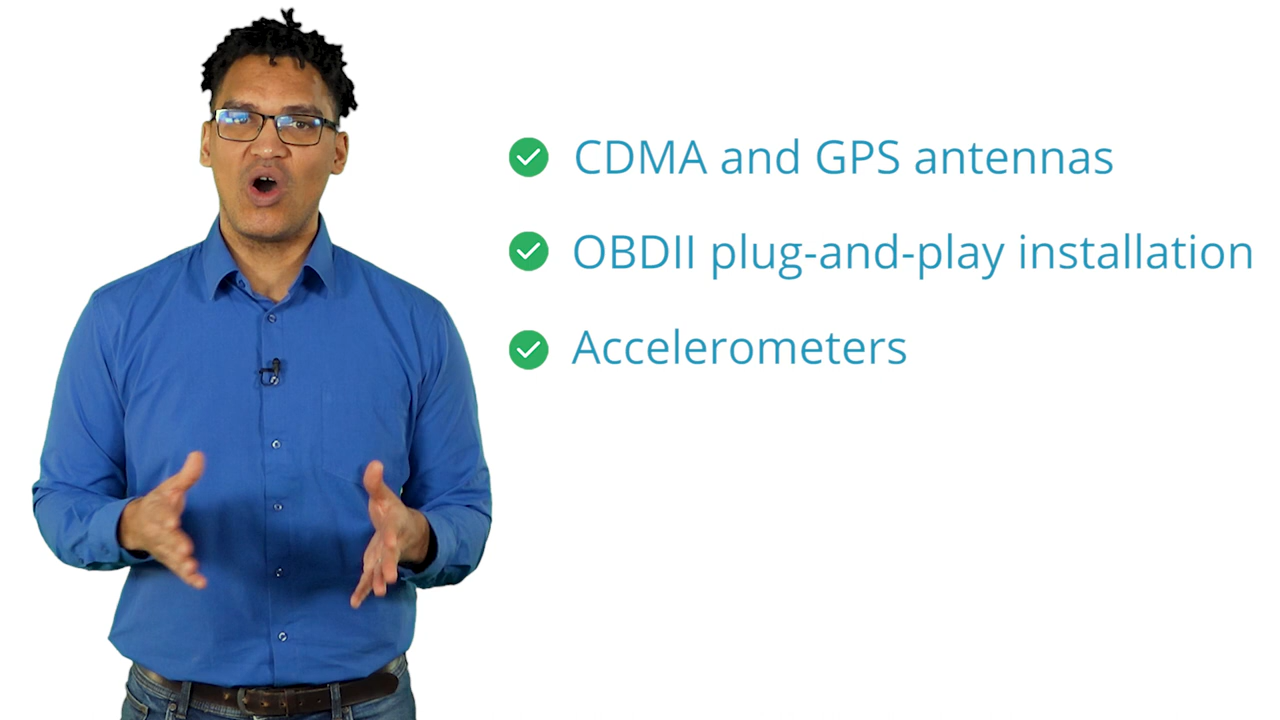 CDMA and GPS antennas
OBDII plug-and-play installation
Accelerometers